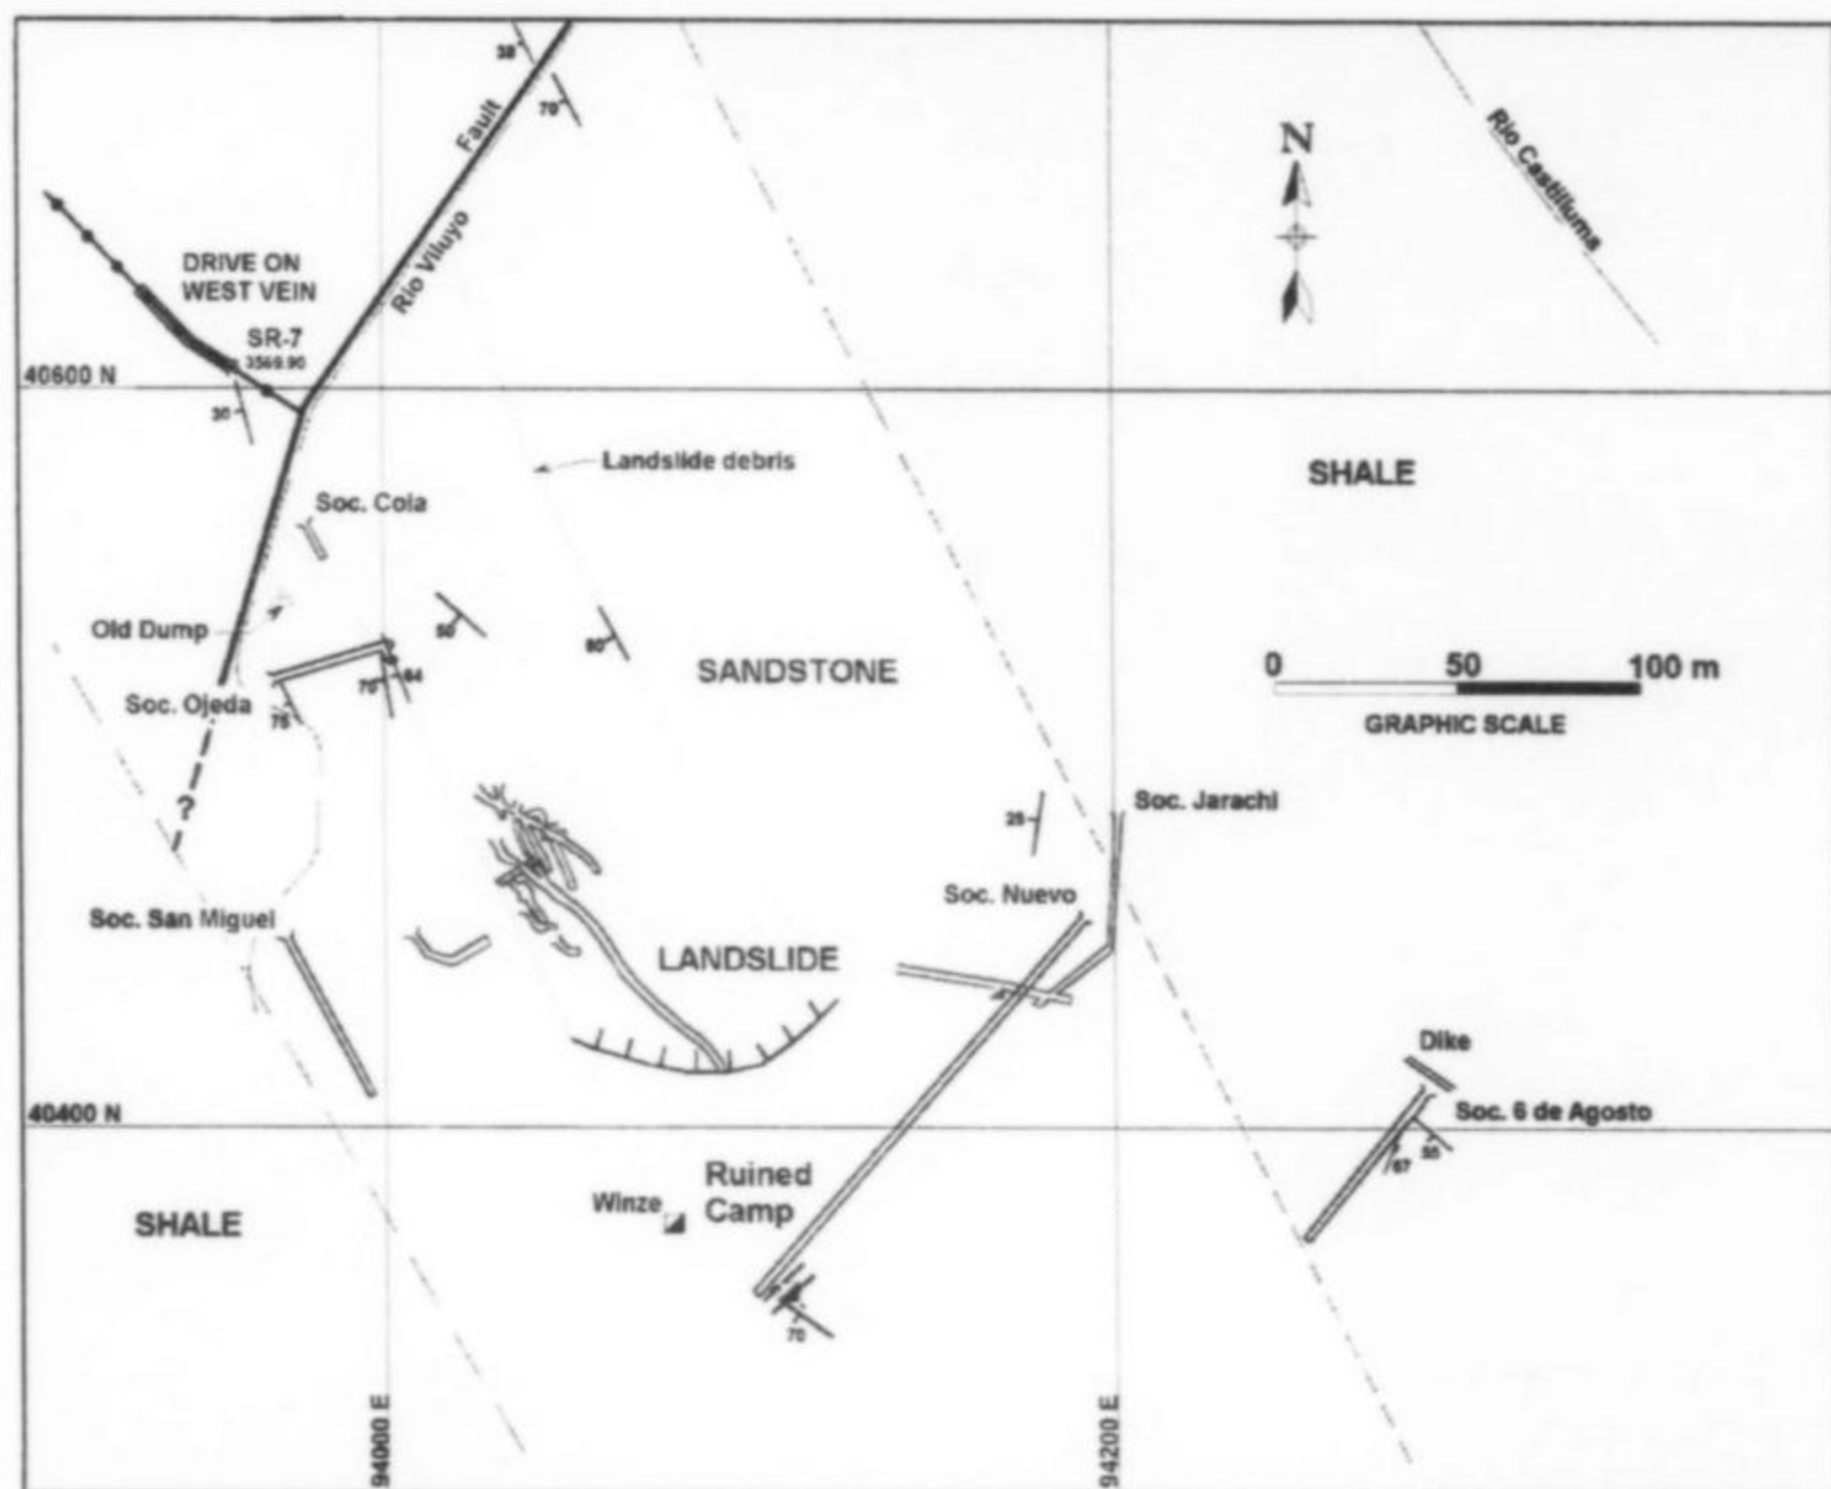 38
70
Fault
Rio Viluyo
N
Rio Castilluma
DRIVE ON
WEST VEIN
SR-7
3569.90
40600 N
30
Landslide debris
SHALE
Soc. Cola
Old Dump
50
80
SANDSTONE
0 50 100 m
GRAPHIC SCALE
70
64
Soc. Ojeda
75
?
25
Soc. Jarachi
Soc. Nuevo
Soc. San Miguel
LANDSLIDE
Dike
40400 N
Soc. 6 de Agosto
67
55
Ruined
Camp
Winze
SHALE
70
94000 E
94200 E